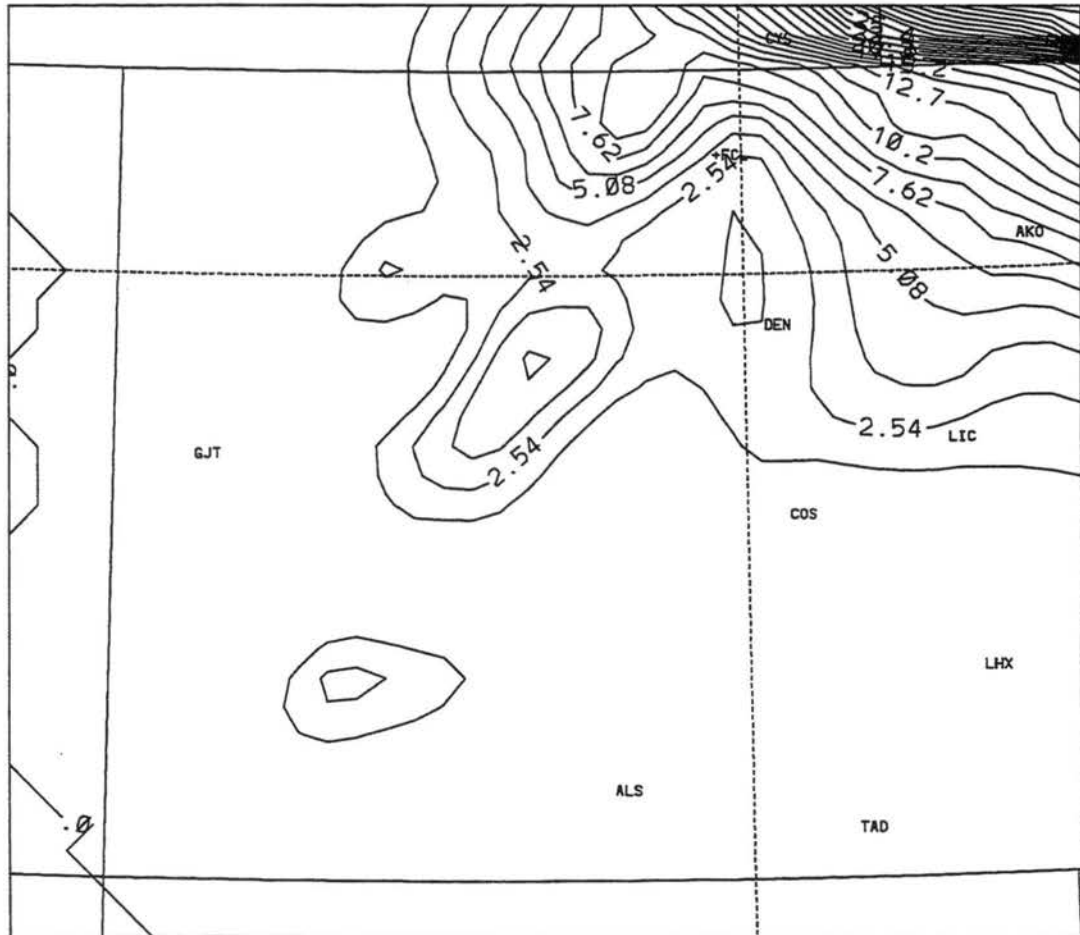 CYS
12.7
7.62
10.2
+FC
5.08
2.54
7.62
AKO
2.54
5.08
DEN
2.54
LIC
GJT
2.54
COS
LHX
ALS
.0
TAD